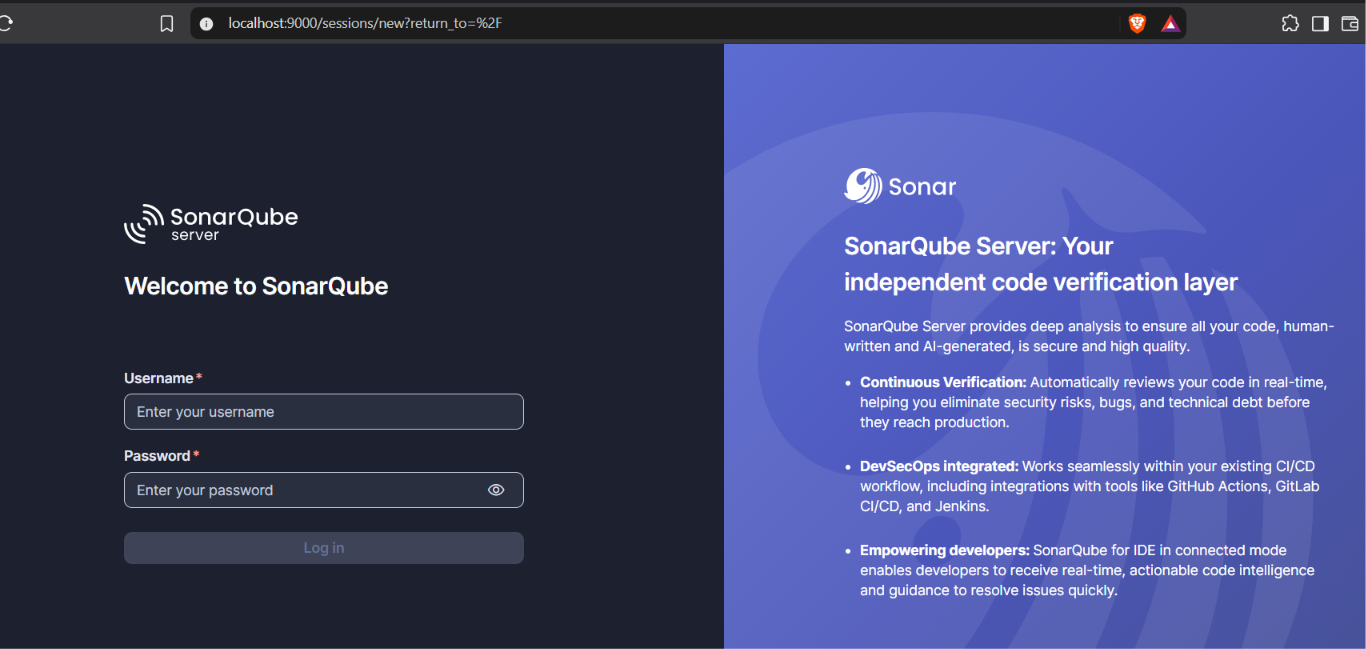 localhost:9000/sessions/new?return_to=%2F
SonarQube
server
Welcome to SonarQube
Username*
Enter your username
Password*
Enter your password
Log in
Sonar
SonarQube Server: Your
independent code verification layer
SonarQube Server provides deep analysis to ensure all your code, human-
written and AI-generated, is secure and high quality.
• Continuous Verification: Automatically reviews your code in real-time,
helping you eliminate security risks, bugs, and technical debt before
they reach production.
• DevSecOps integrated: Works seamlessly within your existing CI/CD
workflow, including integrations with tools like GitHub Actions, GitLab
CI/CD, and Jenkins.
• Empowering developers: SonarQube for IDE in connected mode
enables developers to receive real-time, actionable code intelligence
and guidance to resolve issues quickly.